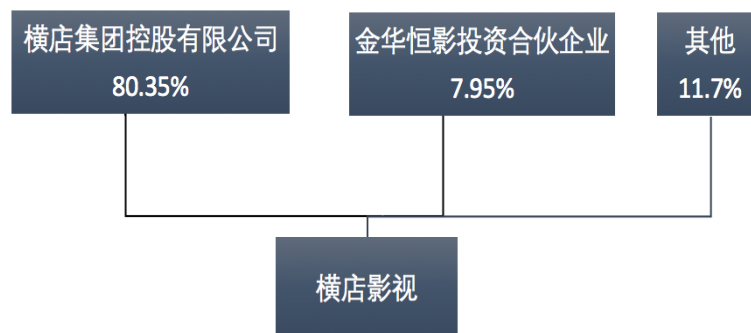 横店集团控股有限公司
80.35%
金华恒影投资合伙企业
7.95%
其他
11.7%
横店影视